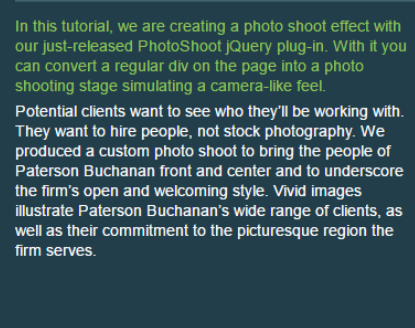 In this tutorial, we are creating a photo shoot effect with
our just-released PhotoShoot jQuery plug-in. With it you
can convert a regular div on the page into a photo
shooting stage simulating a camera-like feel.
Potential clients want to see who they'll be working with.
They want to hire people, not stock photography. We
produced a custom photo shoot to bring the people of
Paterson Buchanan front and center and to underscore
the firm's open and welcoming style. Vivid images
illustrate Paterson Buchanan's wide range of clients, as
well as their commitment to the picturesque region the
firm serves.